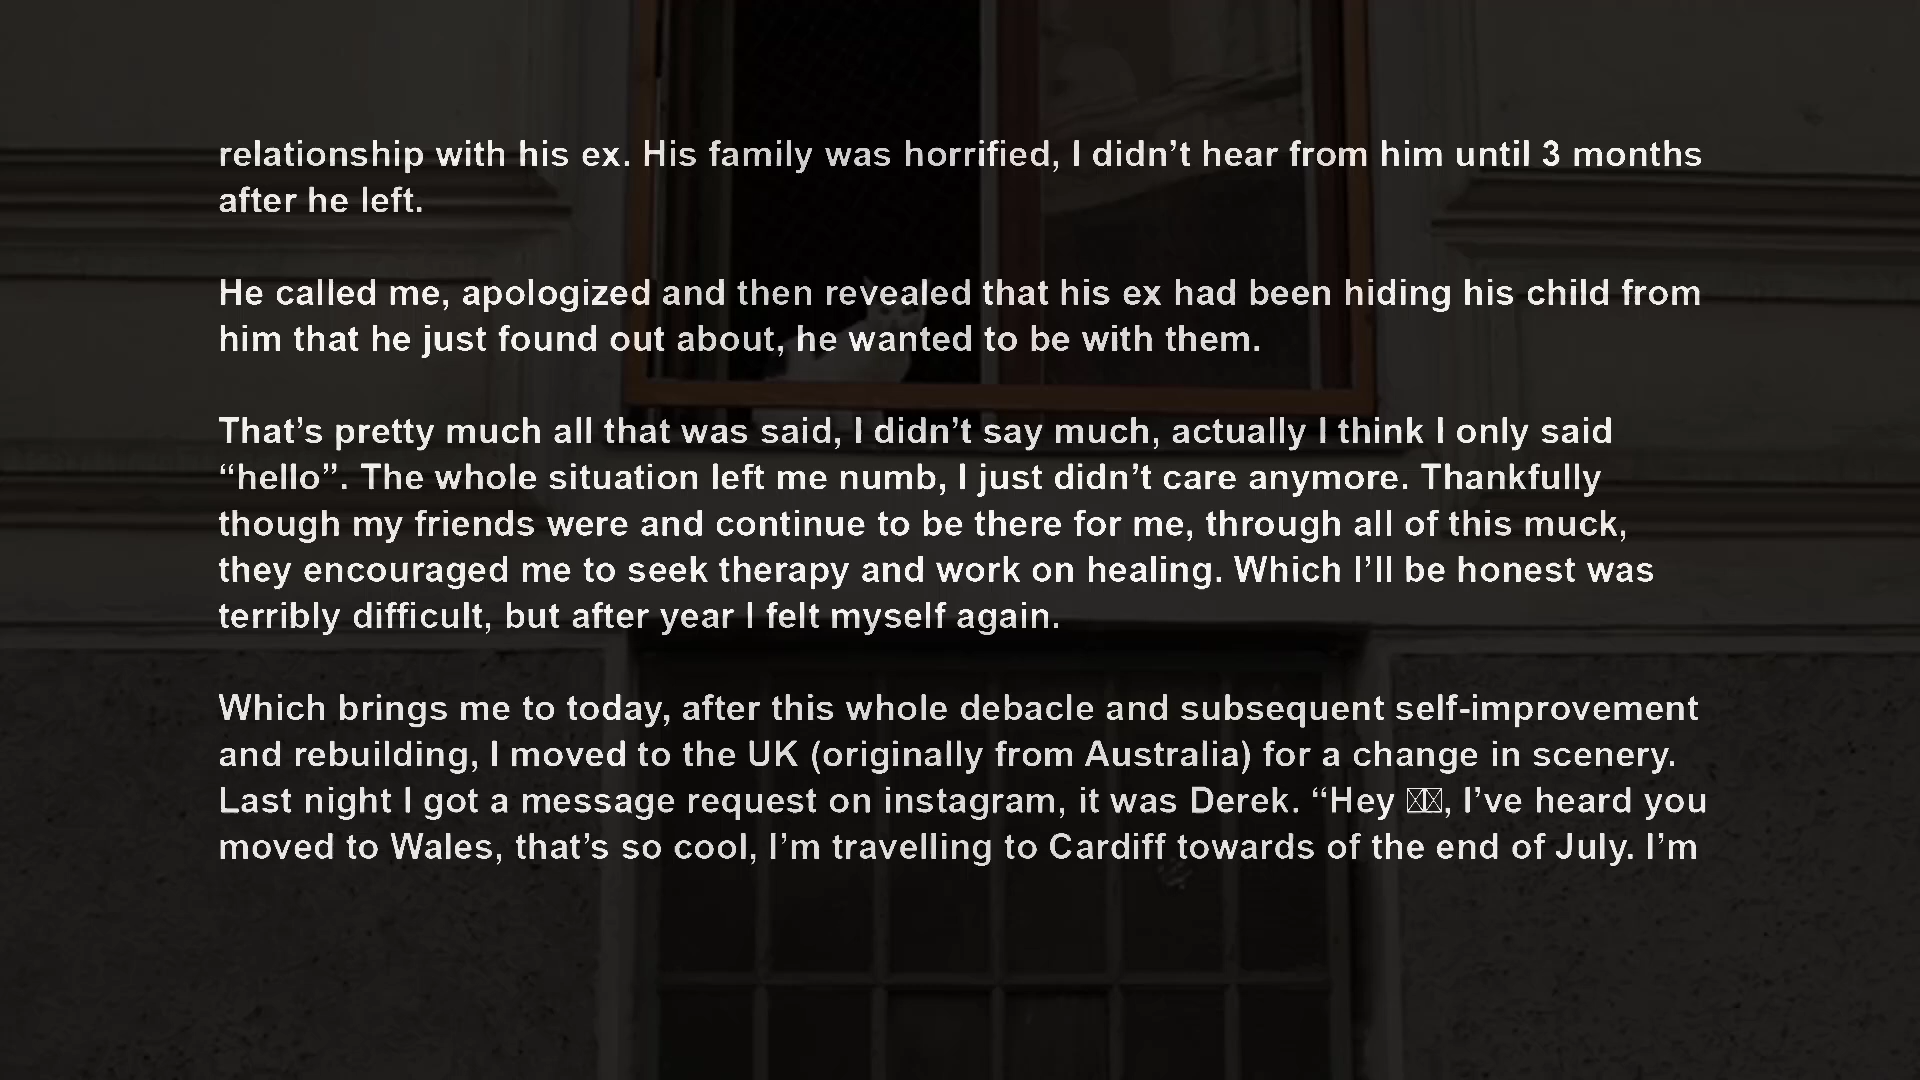 relationship with his ex. His family was horrified, I didn’t hear from him until 3 months
after he left.
He called me, apologized and then revealed that his ex had been hiding his child from
him that he just found out about, he wanted to be with them.
That’s pretty much all that was said, I didn’t say much, actually I think I only said
“hello”. The whole situation left me numb, I just didn’t care anymore. Thankfully
though my friends were and continue to be there for me, through all of this muck,
they encouraged me to seek therapy and work on healing. Which I’ll be honest was
terribly difficult, but after year I felt myself again.
Which brings me to today, after this whole debacle and subsequent self-improvement
and rebuilding, I moved to the UK (originally from Australia) for a change in scenery.
Last night I got a message request on instagram, it was Derek. “Hey , I’ve heard you
moved to Wales, that’s so cool, I’m travelling to Cardiff towards of the end of July. I’m